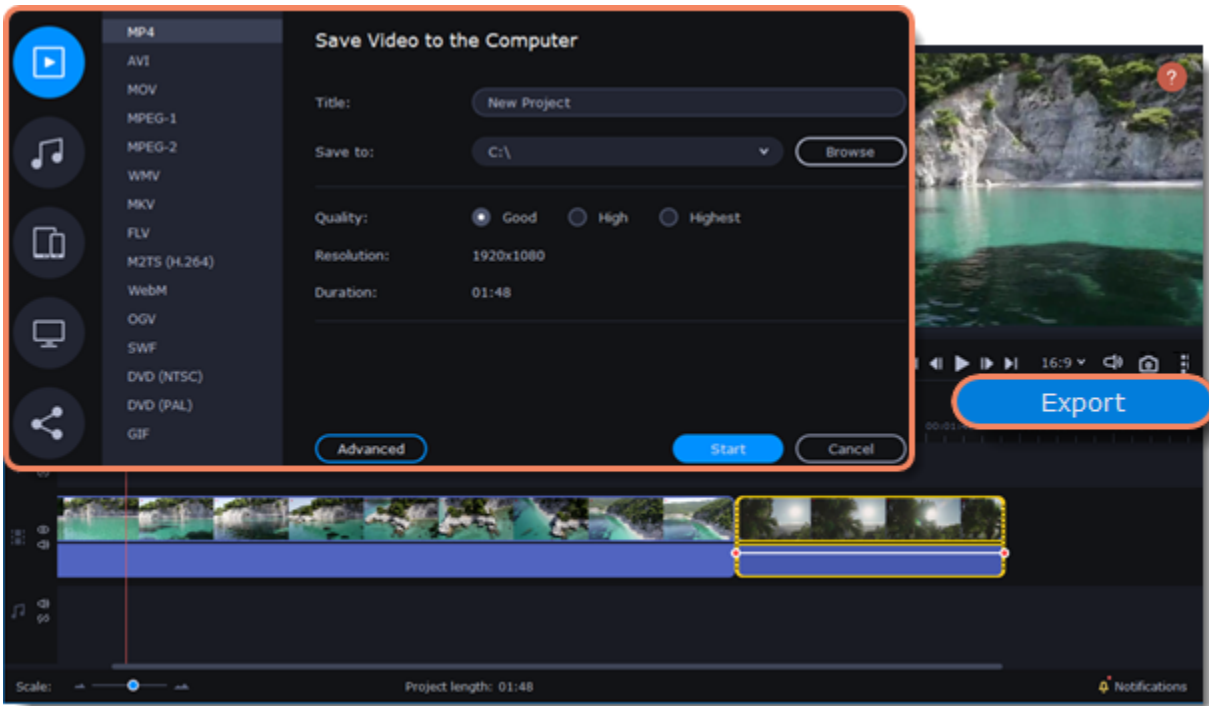 MP4
AVI
MOV
MPEG-1
MPEG-2
WMV
MKV
FLV
M2TS (H.264)
WebM
OGV
SWF
DVD (NTSC)
DVD (PAL)
GIF
Save Video to the Computer
Title: New Project
Save to: C:\ Browse
Quality: Good High Highest
Resolution: 1920x1080
Duration: 01:48
Advanced Start Cancel
?
16:9
Export
Scale: Project length: 01:48 Notifications